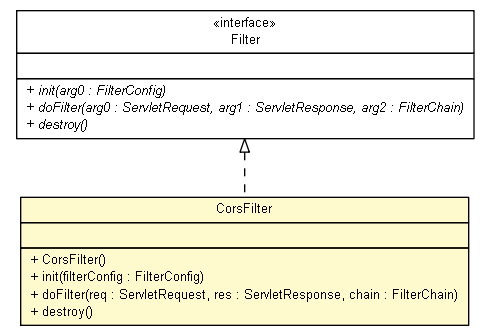 «interface»
Filter
+ init(arg0 : FilterConfig)
+ doFilter(arg0 : ServletRequest, arg1 : ServletResponse, arg2 : FilterChain)
+ destroy()
CorsFilter
+ CorsFilter()
+ init(filterConfig : FilterConfig)
+ doFilter(req : ServletRequest, res : ServletResponse, chain : FilterChain)
+ destroy()